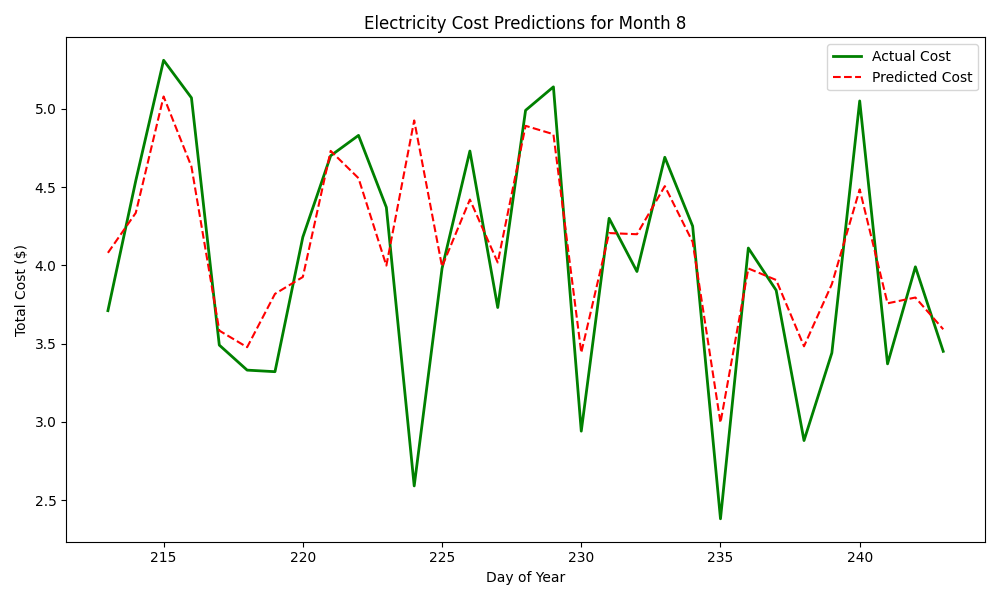 Electricity Cost Predictions for Month 8
Actual Cost
Predicted Cost
Total Cost ($)
5.0
4.5
4.0
3.5
3.0
2.5
215 220 225 230 235 240
Day of Year